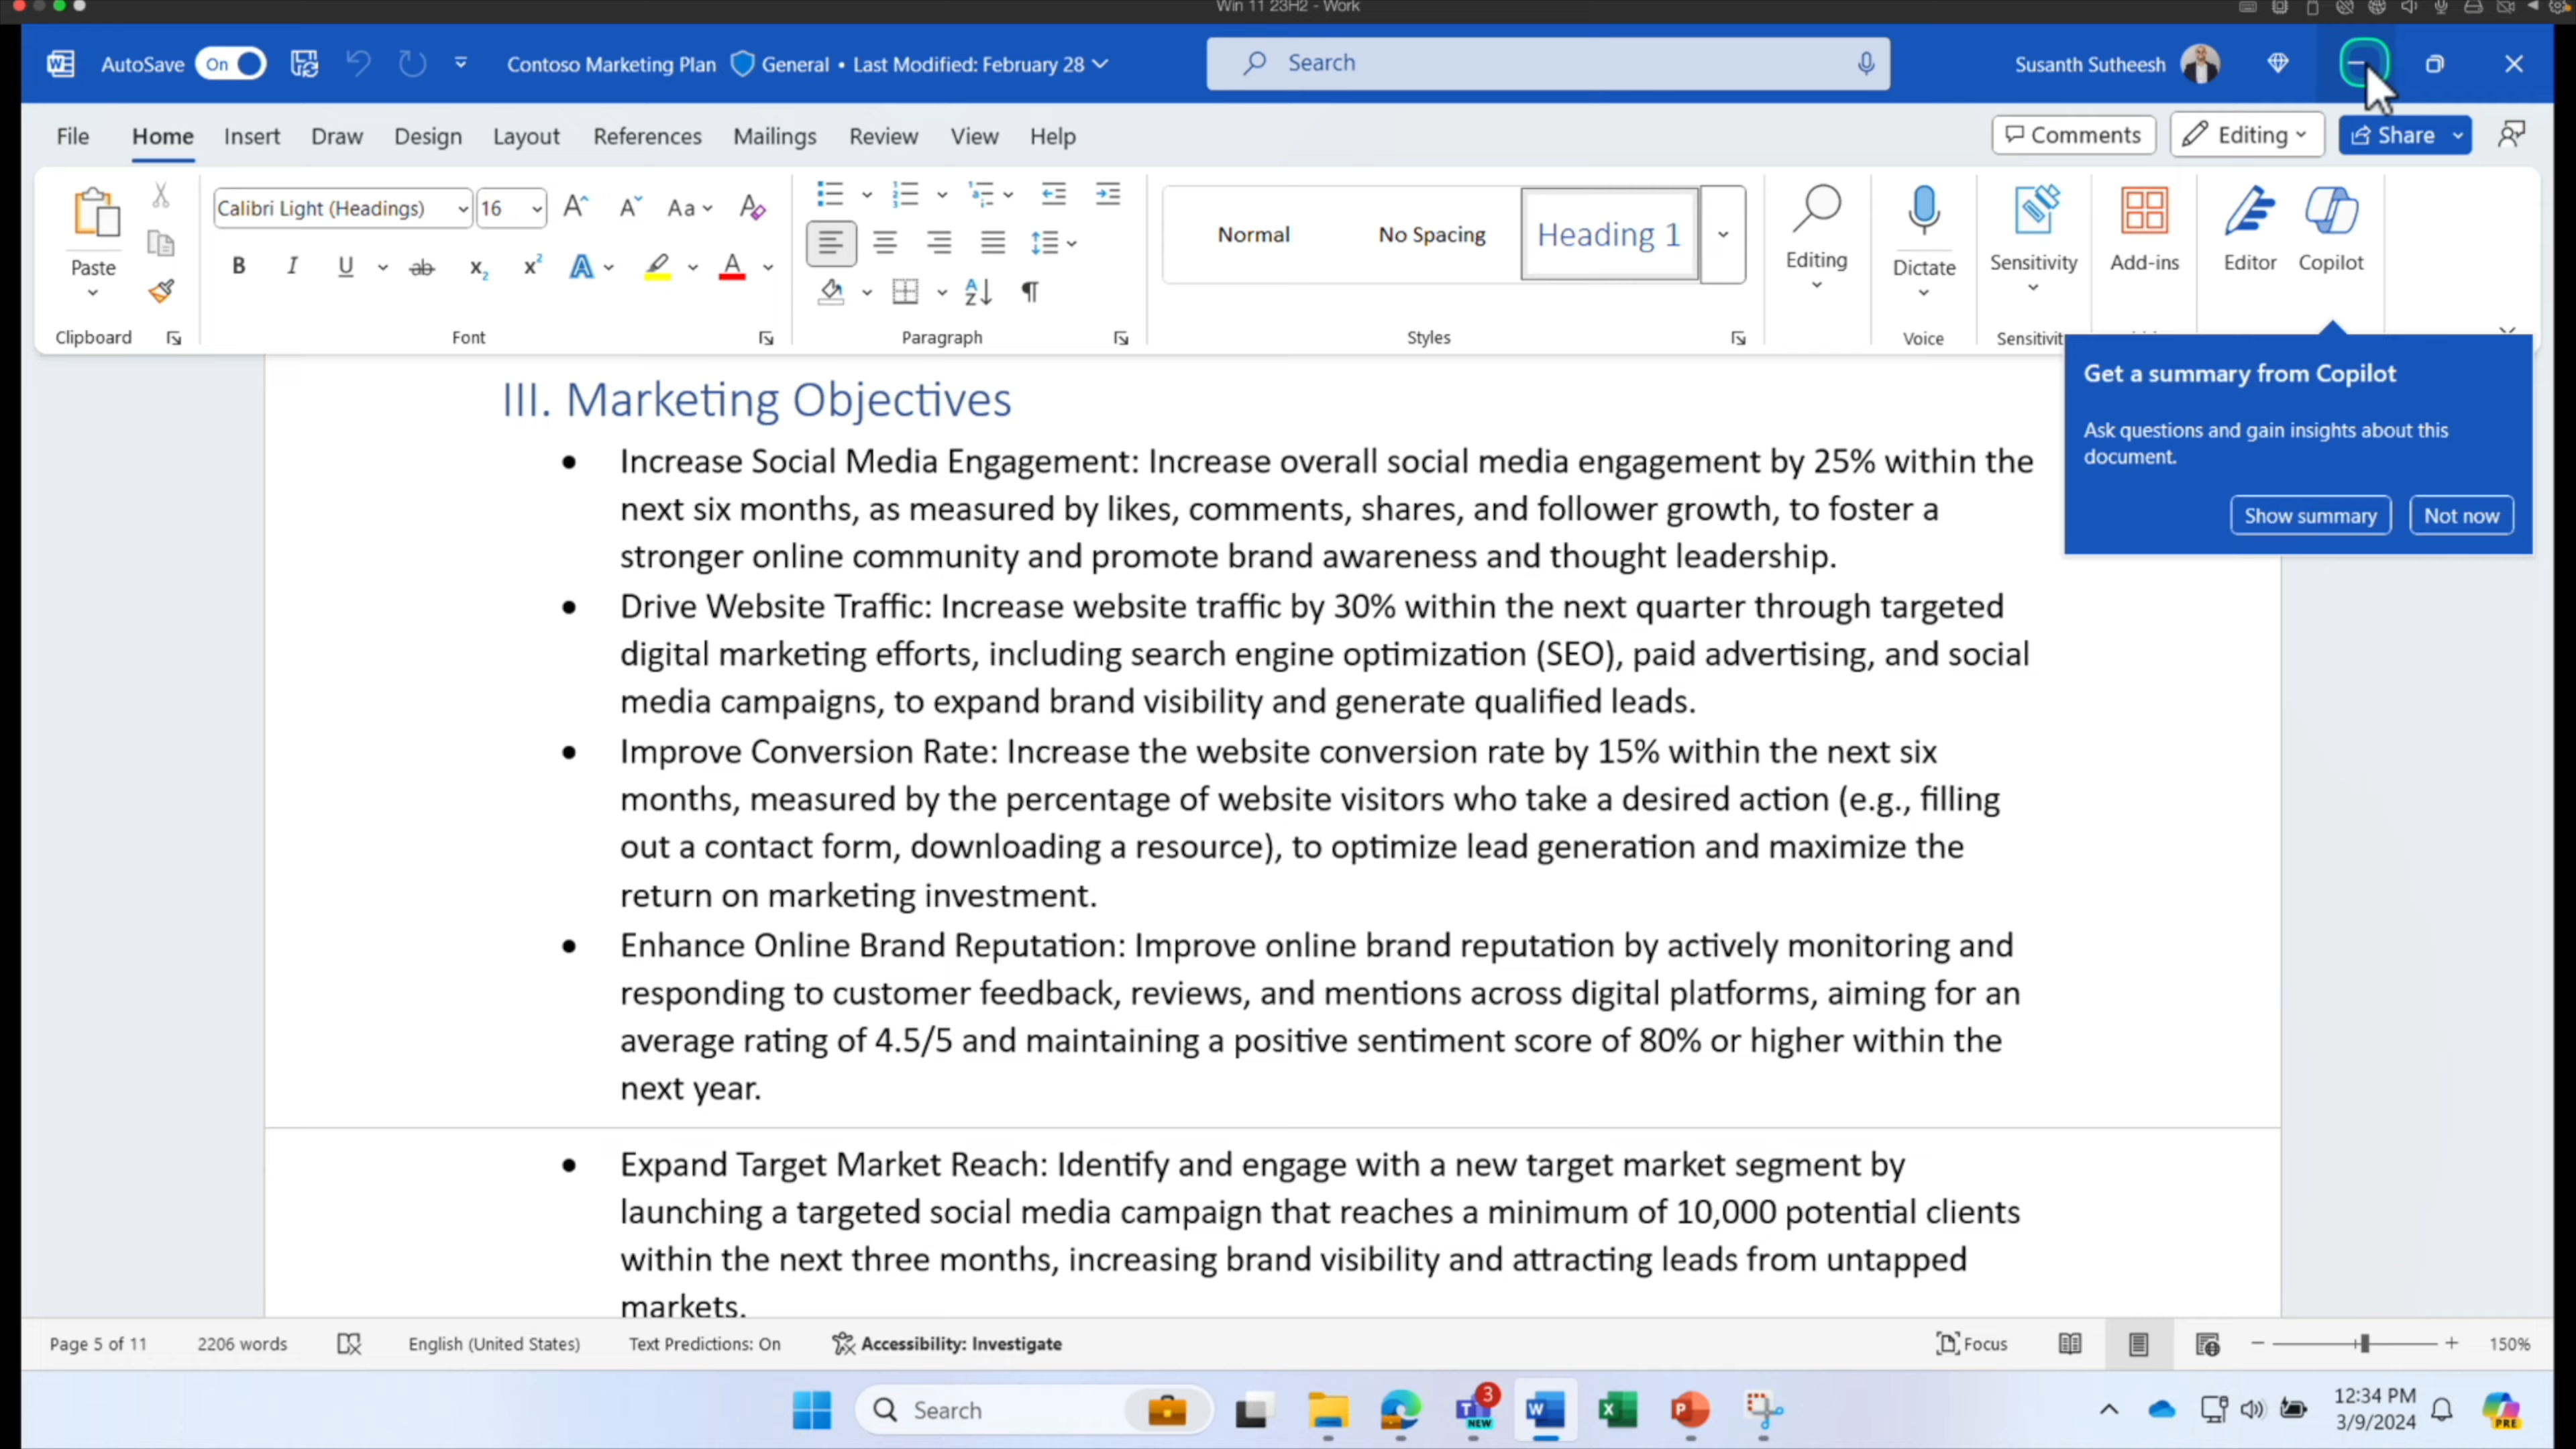 Win 11 23H2 - Work
AutoSave On Contoso Marketing Plan General • Last Modified: February 28 Search Susanth Sutheesh
File Home Insert Draw Design Layout References Mailings Review View Help Comments Editing Share
Calibri Light (Headings) 16 Aa
Paste B I U ab x2 x2 A A
Normal No Spacing Heading 1
Editing Dictate Sensitivity Add-ins Editor Copilot
Clipboard Font Paragraph Styles Voice Sensitivit
Get a summary from Copilot
Ask questions and gain insights about this
document.
Show summary Not now
III. Marketing Objectives
● Increase Social Media Engagement: Increase overall social media engagement by 25% within the
next six months, as measured by likes, comments, shares, and follower growth, to foster a
stronger online community and promote brand awareness and thought leadership.
● Drive Website Traffic: Increase website traffic by 30% within the next quarter through targeted
digital marketing efforts, including search engine optimization (SEO), paid advertising, and social
media campaigns, to expand brand visibility and generate qualified leads.
● Improve Conversion Rate: Increase the website conversion rate by 15% within the next six
months, measured by the percentage of website visitors who take a desired action (e.g., filling
out a contact form, downloading a resource), to optimize lead generation and maximize the
return on marketing investment.
● Enhance Online Brand Reputation: Improve online brand reputation by actively monitoring and
responding to customer feedback, reviews, and mentions across digital platforms, aiming for an
average rating of 4.5/5 and maintaining a positive sentiment score of 80% or higher within the
next year.
● Expand Target Market Reach: Identify and engage with a new target market segment by
launching a targeted social media campaign that reaches a minimum of 10,000 potential clients
within the next three months, increasing brand visibility and attracting leads from untapped
markets.
Page 5 of 11 2206 words English (United States) Text Predictions: On Accessibility: Investigate Focus 150%
Search 3 NEW 12:34 PM
3/9/2024 PRE